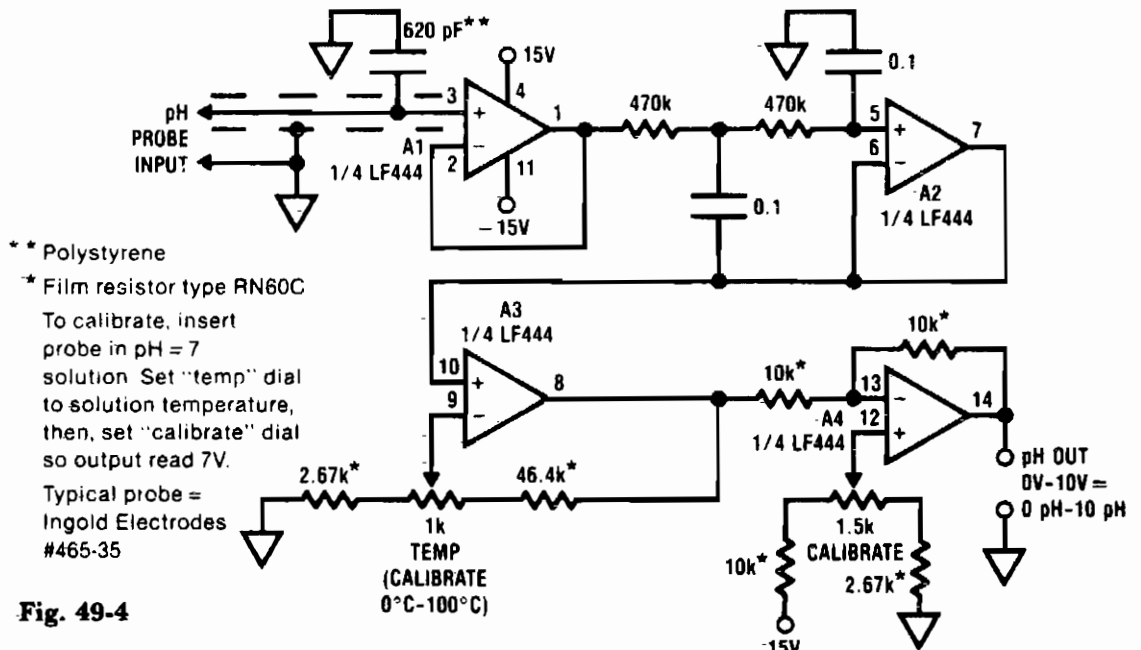 620 pF**
15V
0.1
3
4
1
470k
470k
5
7
pH
PROBE
INPUT
+
−
+
−
6
A1
2
11
1/4 LF444
−15V
0.1
A2
1/4 LF444
** Polystyrene
* Film resistor type RN60C
To calibrate, insert
probe in pH = 7
solution. Set "temp" dial
to solution temperature,
then, set "calibrate" dial
so output read 7V.
Typical probe =
Ingold Electrodes
#465-35
A3
1/4 LF444
10
+
8
9
−
10k*
10k*
13
−
14
12
+
A4
1/4 LF444
2.67k*
46.4k*
1k
TEMP
(CALIBRATE
0°C-100°C)
pH OUT
0V-10V =
0 pH-10 pH
1.5k
CALIBRATE
10k*
2.67k*
15V
Fig. 49-4